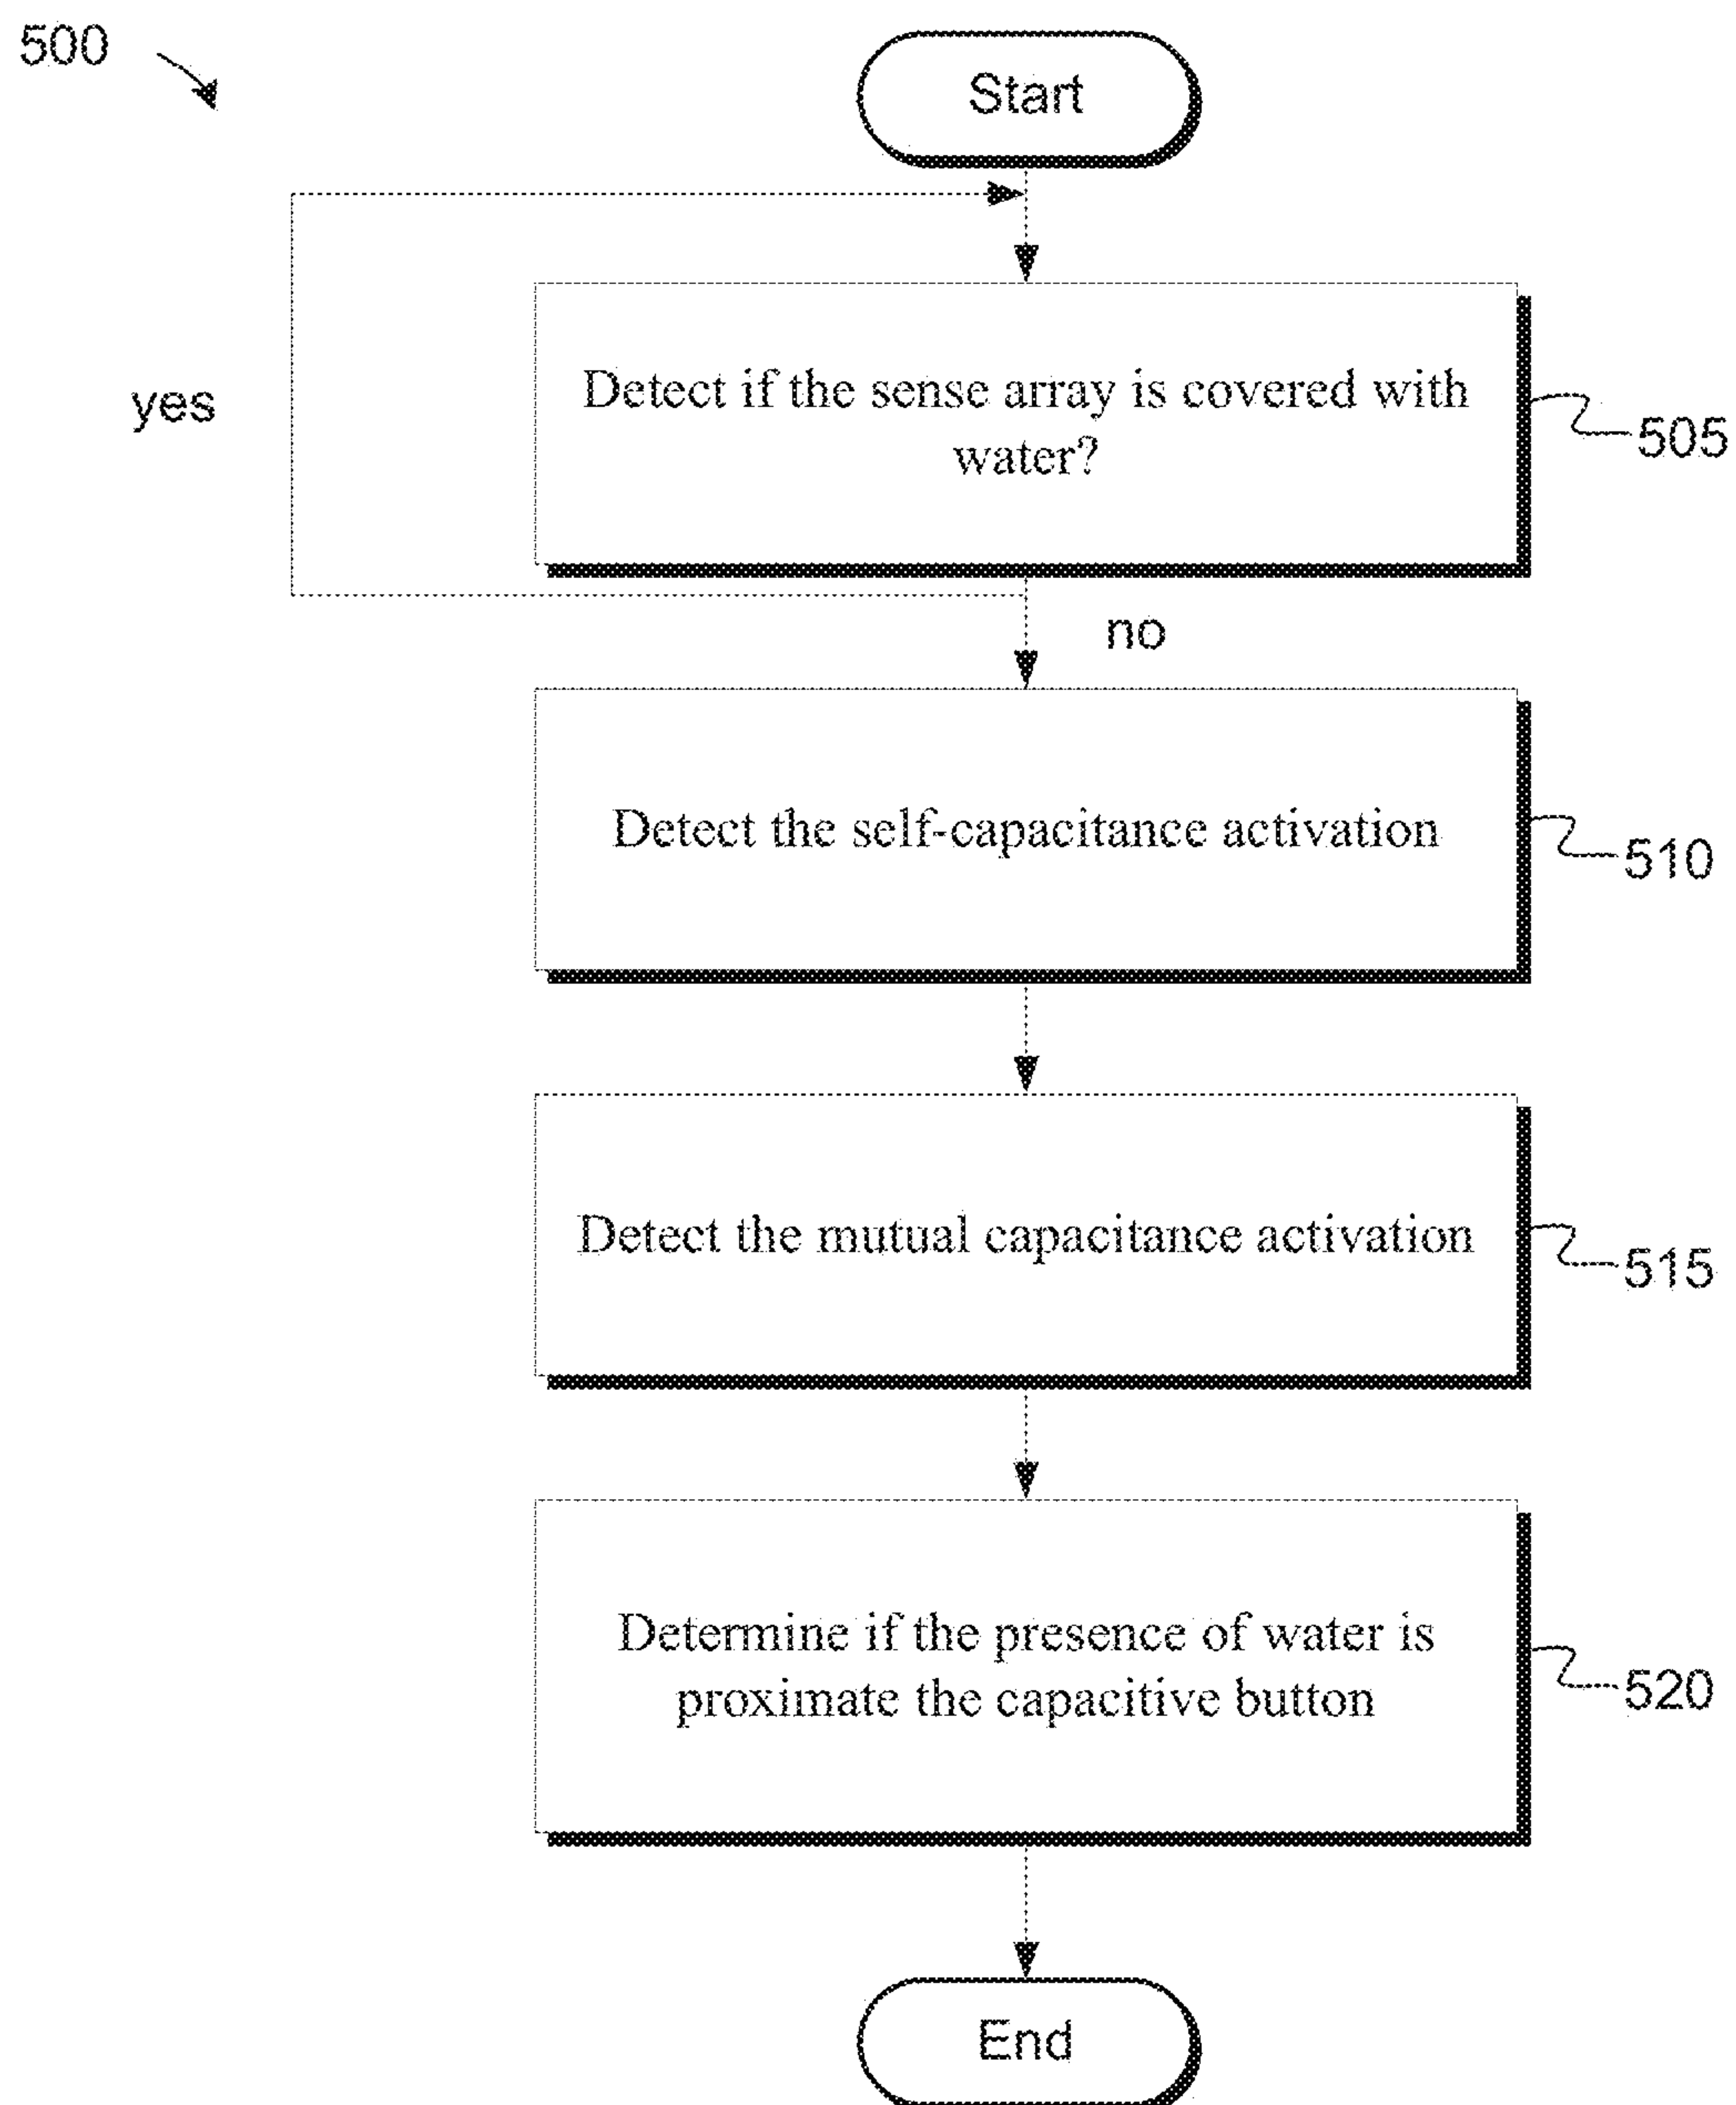 500
Start
yes
Detect if the sense array is covered with
water?
505
no
Detect the self-capacitance activation
510
Detect the mutual capacitance activation
515
Determine if the presence of water is
proximate the capacitive button
520
End